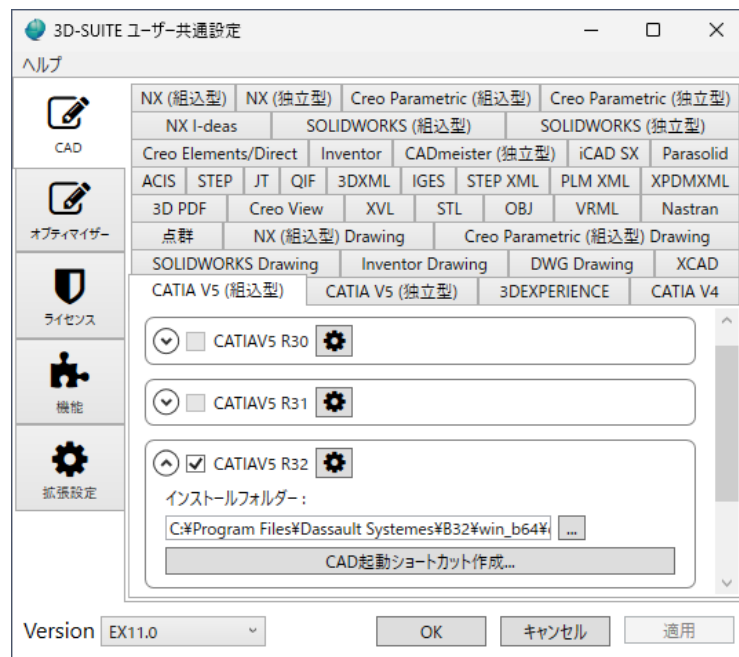 3D-SUITE ユーザー共通設定
ヘルプ
CAD
オプティマイザー
ライセンス
機能
拡張設定
NX (組込型) NX (独立型) Creo Parametric (組込型) Creo Parametric (独立型)
NX I-deas SOLIDWORKS (組込型) SOLIDWORKS (独立型)
Creo Elements/Direct Inventor CADmeister (独立型) iCAD SX Parasolid
ACIS STEP JT QIF 3DXML IGES STEP XML PLM XML XPDMXML
3D PDF Creo View XVL STL OBJ VRML Nastran
点群 NX (組込型) Drawing Creo Parametric (組込型) Drawing
SOLIDWORKS Drawing Inventor Drawing DWG Drawing XCAD
CATIA V5 (組込型) CATIA V5 (独立型) 3DEXPERIENCE CATIA V4
CATIAV5 R30
CATIAV5 R31
CATIAV5 R32
インストールフォルダー :
C:¥Program Files¥Dassault Systemes¥B32¥win_b64¥ ...
CAD起動ショートカット作成...
Version EX11.0 OK キャンセル 適用